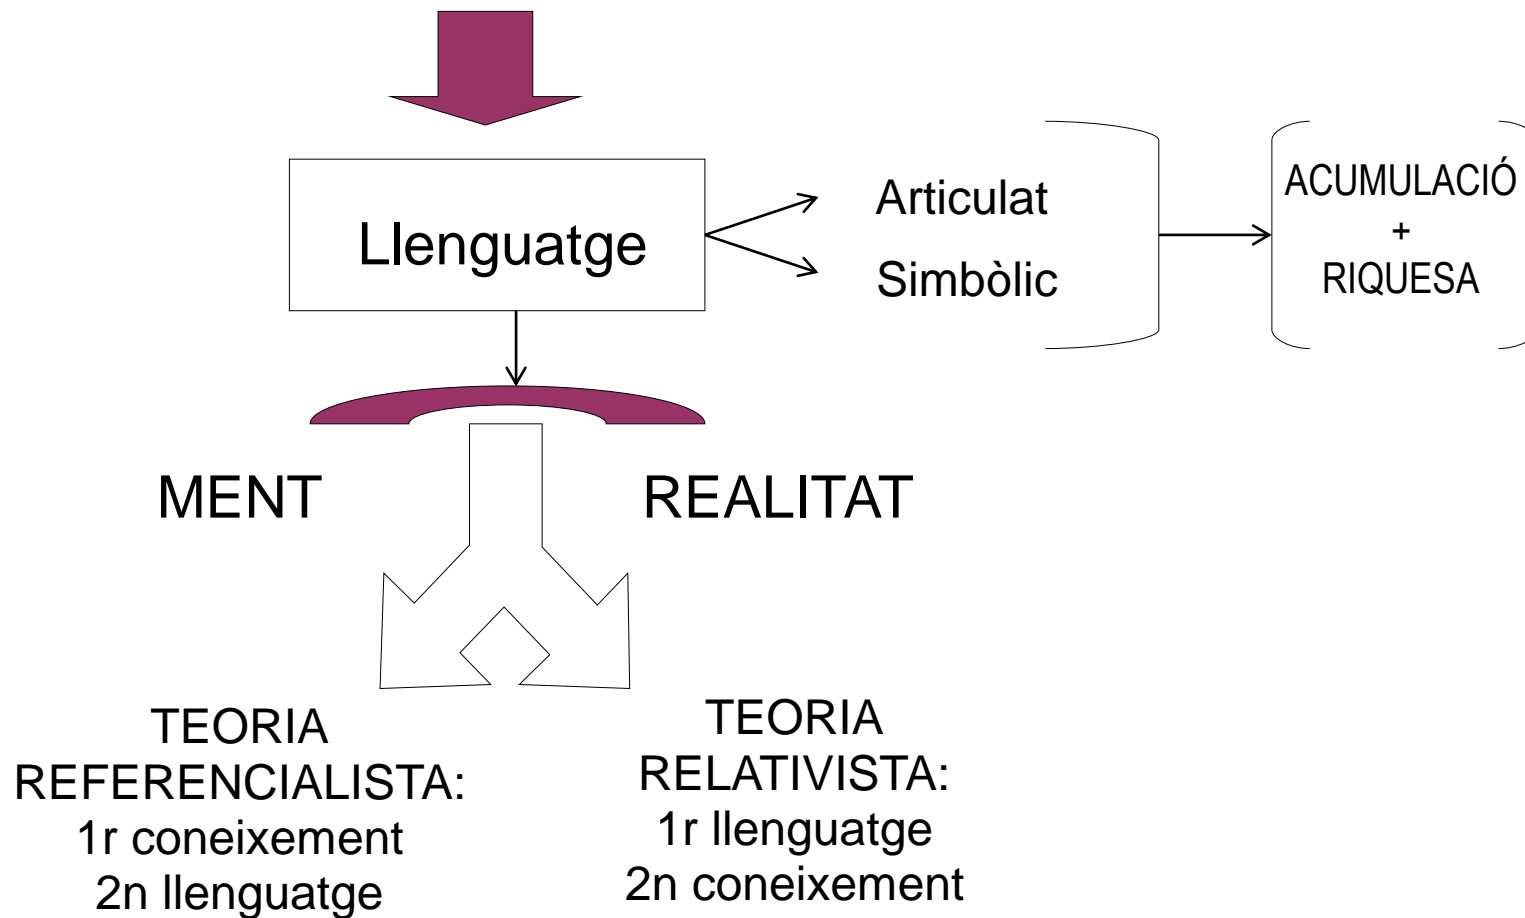 Llenguatge
Articulat
Simbòlic
ACUMULACIÓ
+
RIQUESA
MENT
REALITAT
TEORIA
REFERENCIALISTA:
1r coneixement
2n llenguatge
TEORIA
RELATIVISTA:
1r llenguatge
2n coneixement